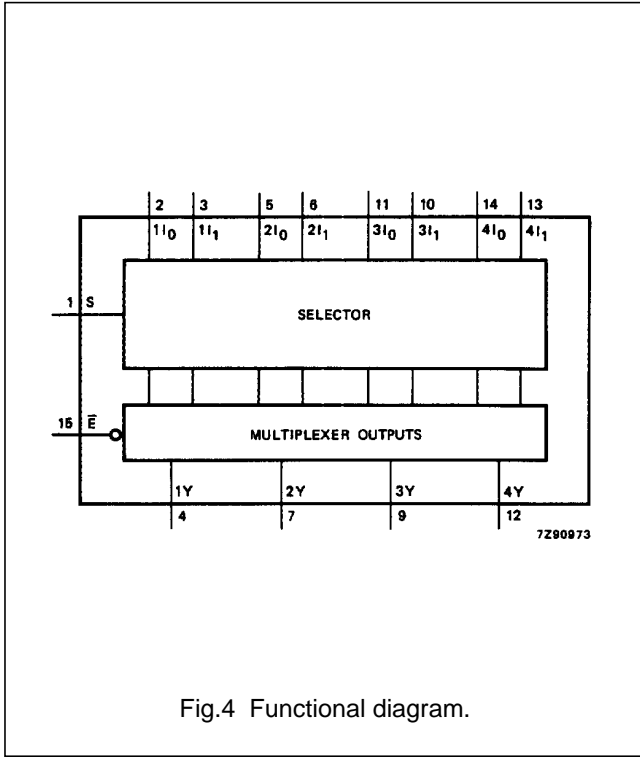 2 3 5 6 11 10 14 13
1I₀ 1I₁ 2I₀ 2I₁ 3I₀ 3I₁ 4I₀ 4I₁
1 S
SELECTOR
15 E̅
MULTIPLEXER OUTPUTS
1Y 2Y 3Y 4Y
4 7 9 12
7Z90973
Fig.4 Functional diagram.